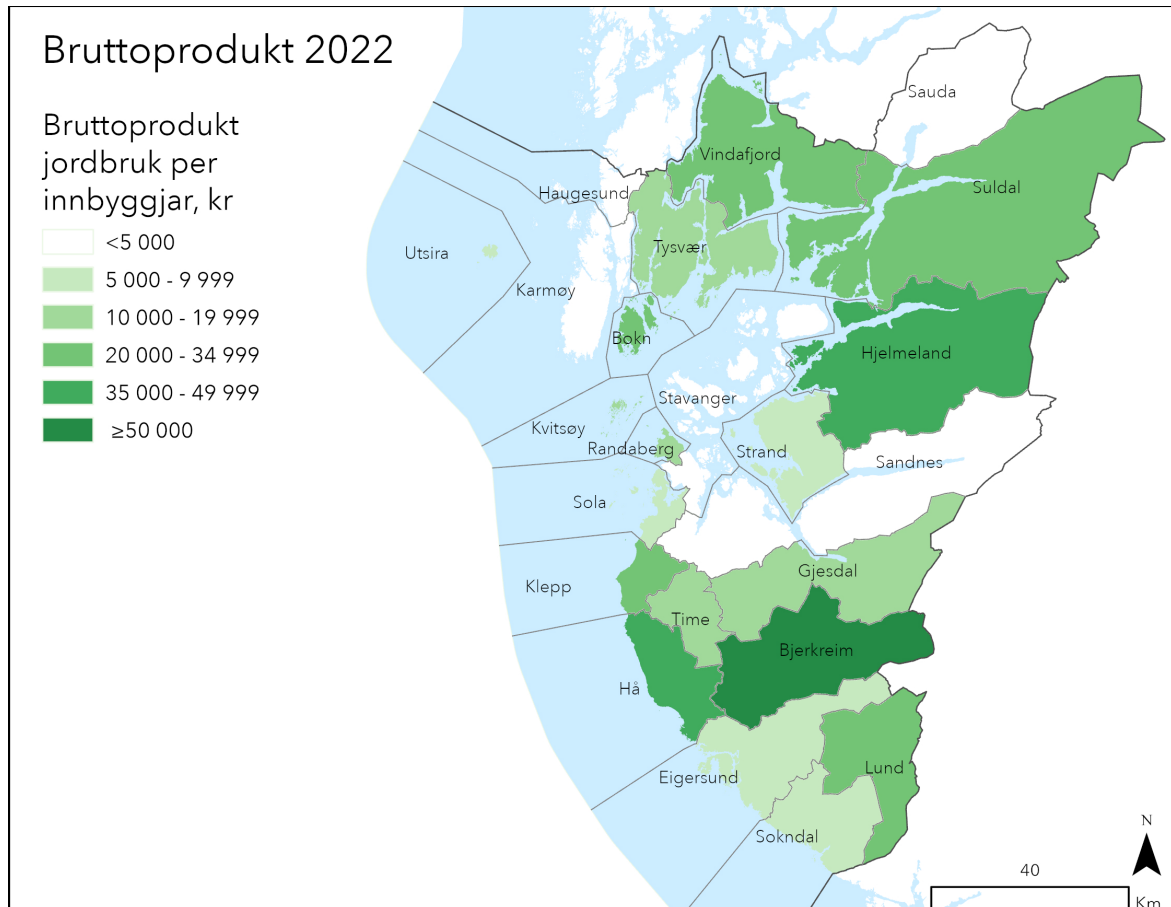 Bruttoprodukt 2022
Bruttoprodukt
jordbruk per
innbyggjar, kr
<5 000
5 000 - 9 999
10 000 - 19 999
20 000 - 34 999
35 000 - 49 999
≥50 000
Sauda
Vindafjord
Suldal
Haugesund
Utsira
Tysvær
Karmøy
Bokn
Hjelmeland
Stavanger
Kvitsøy
Randaberg
Strand
Sandnes
Sola
Gjesdal
Klepp
Time
Bjerkreim
Hå
Eigersund
Lund
Sokndal
N
40
Km